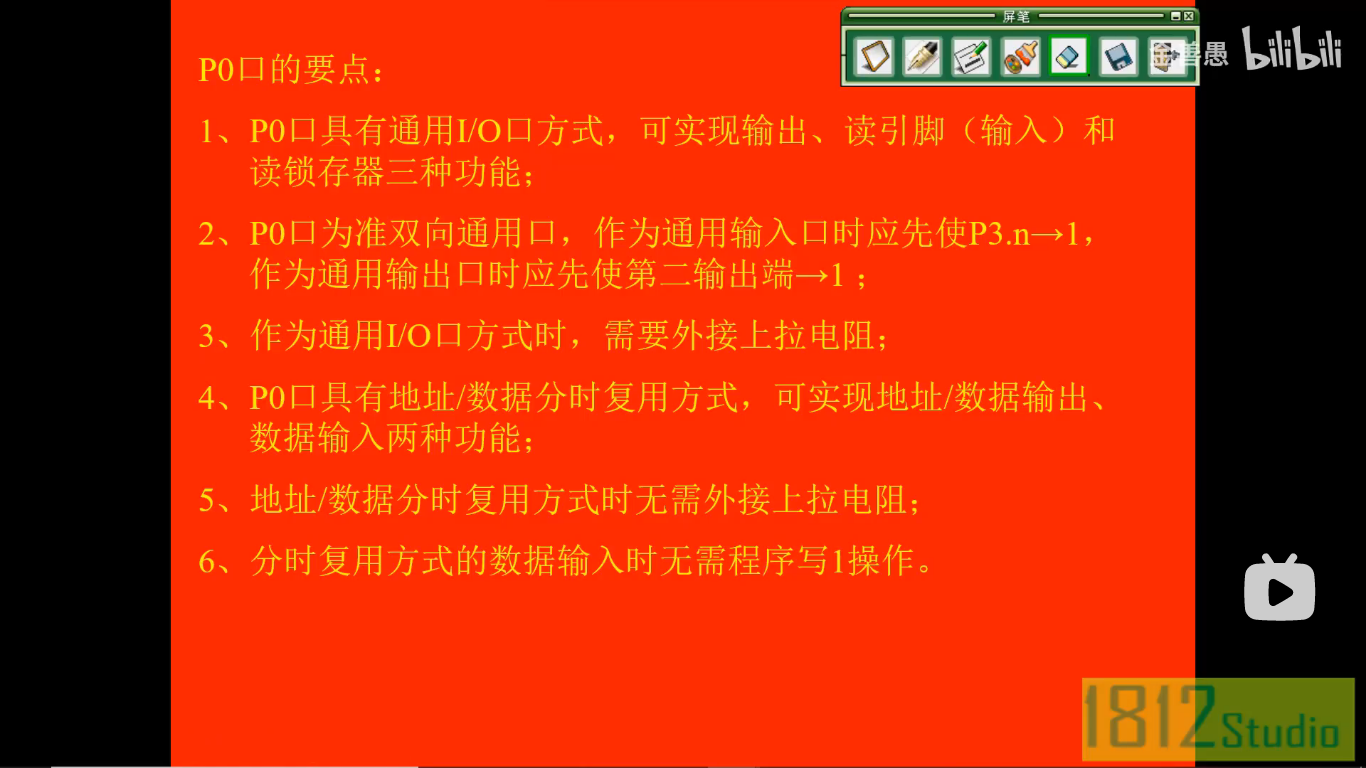 屏笔
金善愚 bilibili
P0口的要点：
1、P0口具有通用I/O口方式，可实现输出、读引脚（输入）和
读锁存器三种功能；
2、P0口为准双向通用口，作为通用输入口时应先使P3.n→1，
作为通用输出口时应先使第二输出端→1 ；
3、作为通用I/O口方式时，需要外接上拉电阻；
4、P0口具有地址/数据分时复用方式，可实现地址/数据输出、
数据输入两种功能；
5、地址/数据分时复用方式时无需外接上拉电阻；
6、分时复用方式的数据输入时无需程序写1操作。
1812 Studio